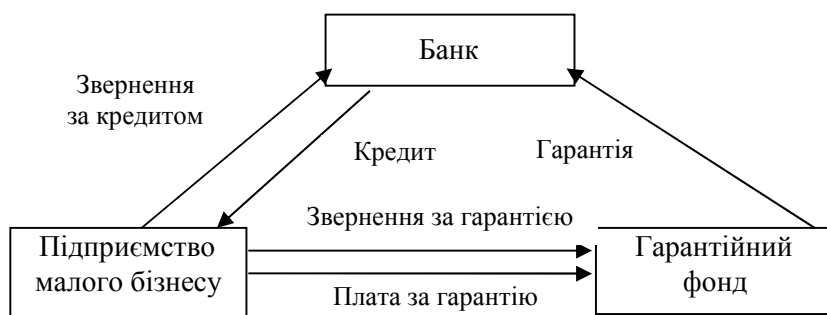 Банк
Звернення
за кредитом
Кредит
Гарантія
Звернення за гарантією
Підприємство
малого бізнесу
Гарантійний
фонд
Плата за гарантію